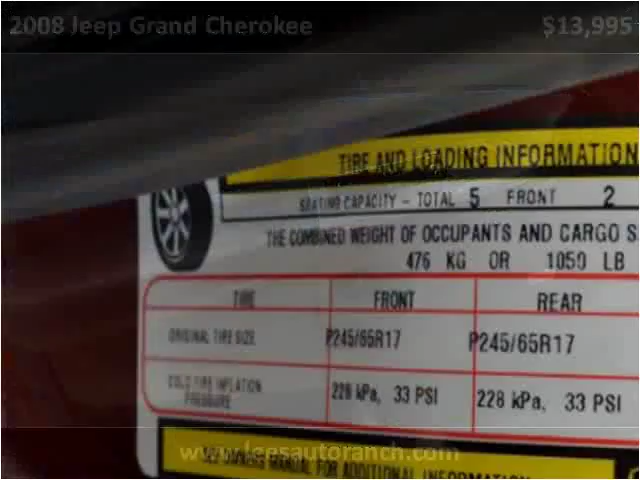 2008 Jeep Grand Cherokee $13,995
TIRE AND LOADING INFORMATION
SEATING CAPACITY - TOTAL 5 FRONT 2
THE COMBINED WEIGHT OF OCCUPANTS AND CARGO S
476 KG OR 1050 LB
TIRE FRONT REAR
ORIGINAL TIRE SIZE P245/65R17 P245/65R17
COLD TIRE INFLATION
PRESSURE 228 kPa, 33 PSI 228 kPa, 33 PSI
www.leesautoranch.com
SEE OWNERS MANUAL FOR ADDITIONAL INFORMATION